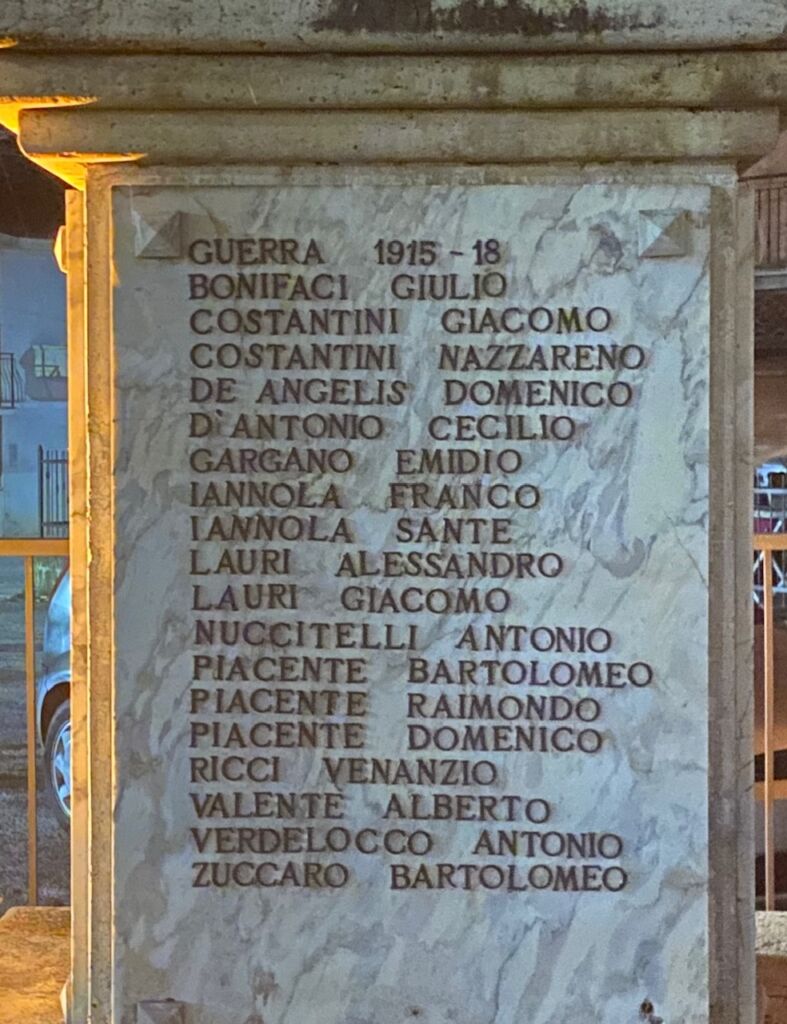 GUERRA 1915 - 18
BONIFACI GIULIO
COSTANTINI GIACOMO
COSTANTINI NAZZARENO
DE ANGELIS DOMENICO
D'ANTONIO CECILIO
GARGANO EMIDIO
IANNOLA FRANCO
IANNOLA SANTE
LAURI ALESSANDRO
LAURI GIACOMO
NUCCITELLI ANTONIO
PIACENTE BARTOLOMEO
PIACENTE RAIMONDO
PIACENTE DOMENICO
RICCI VENANZIO
VALENTE ALBERTO
VERDELOCCO ANTONIO
ZUCCARO BARTOLOMEO